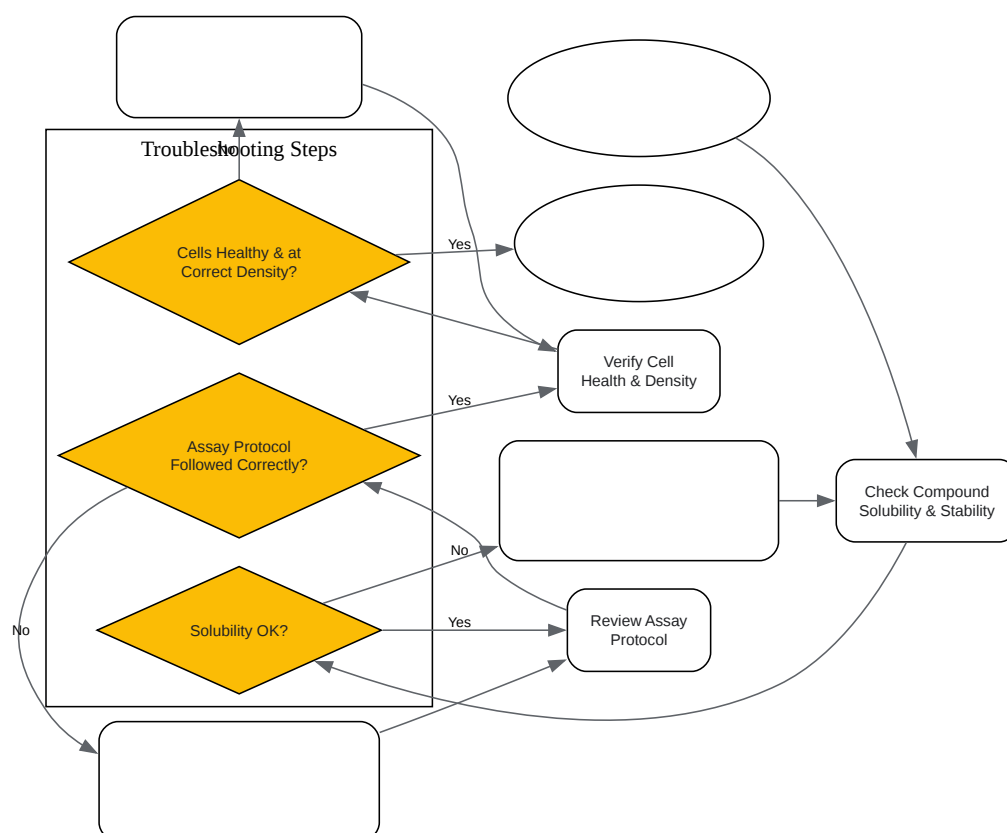 Troubleshooting Steps
No
Cells Healthy & at
Correct Density?
Yes
Verify Cell
Health & Density
Yes
Assay Protocol
Followed Correctly?
Check Compound
Solubility & Stability
No
Solubility OK?
Yes
Review Assay
Protocol
No